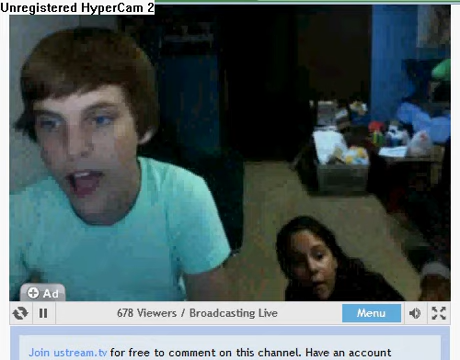 Unregistered HyperCam 2
Ad
678 Viewers / Broadcasting Live
Menu
Join ustream.tv for free to comment on this channel. Have an account